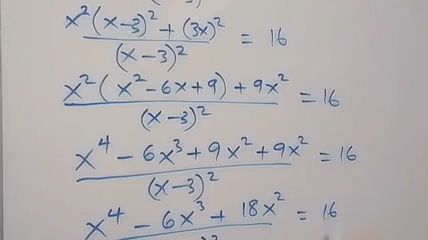 x²(x-3)² + (3x)² / (x-3)² = 16
x²(x²-6x+9) + 9x² / (x-3)² = 16
x⁴ - 6x³ + 9x² + 9x² / (x-3)² = 16
x⁴ - 6x³ + 18x² = 16